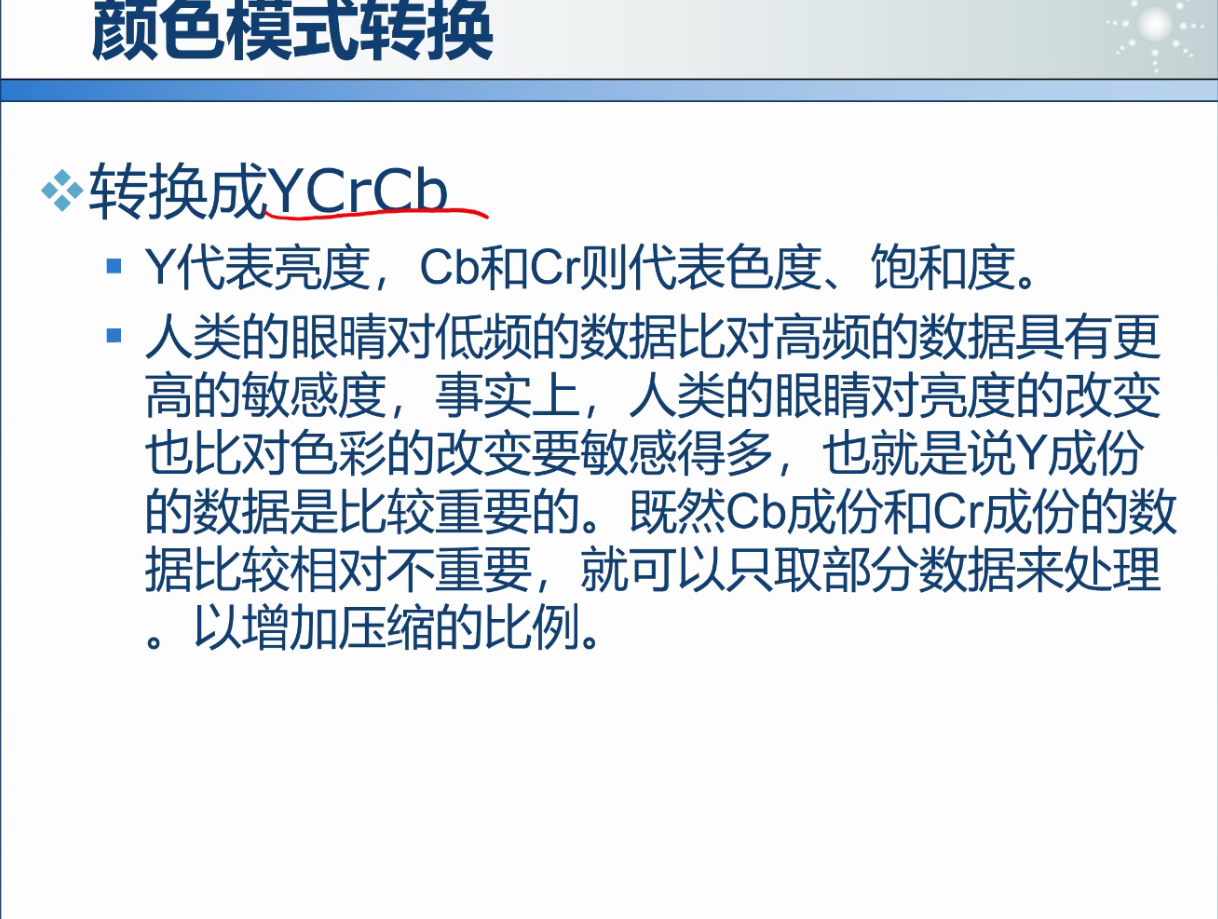 颜色模式转换
转换成YCrCb
Y代表亮度，Cb和Cr则代表色度、饱和度。
人类的眼睛对低频的数据比对高频的数据具有更
高的敏感度，事实上，人类的眼睛对亮度的改变
也比对色彩的改变要敏感得多，也就是说Y成份
的数据是比较重要的。既然Cb成份和Cr成份的数
据比较相对不重要，就可以只取部分数据来处理
。以增加压缩的比例。